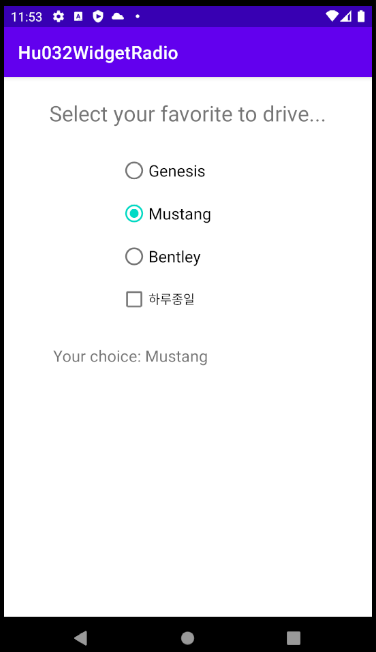 11:53
Hu032WidgetRadio
Select your favorite to drive...
Genesis
Mustang
Bentley
하루종일
Your choice: Mustang